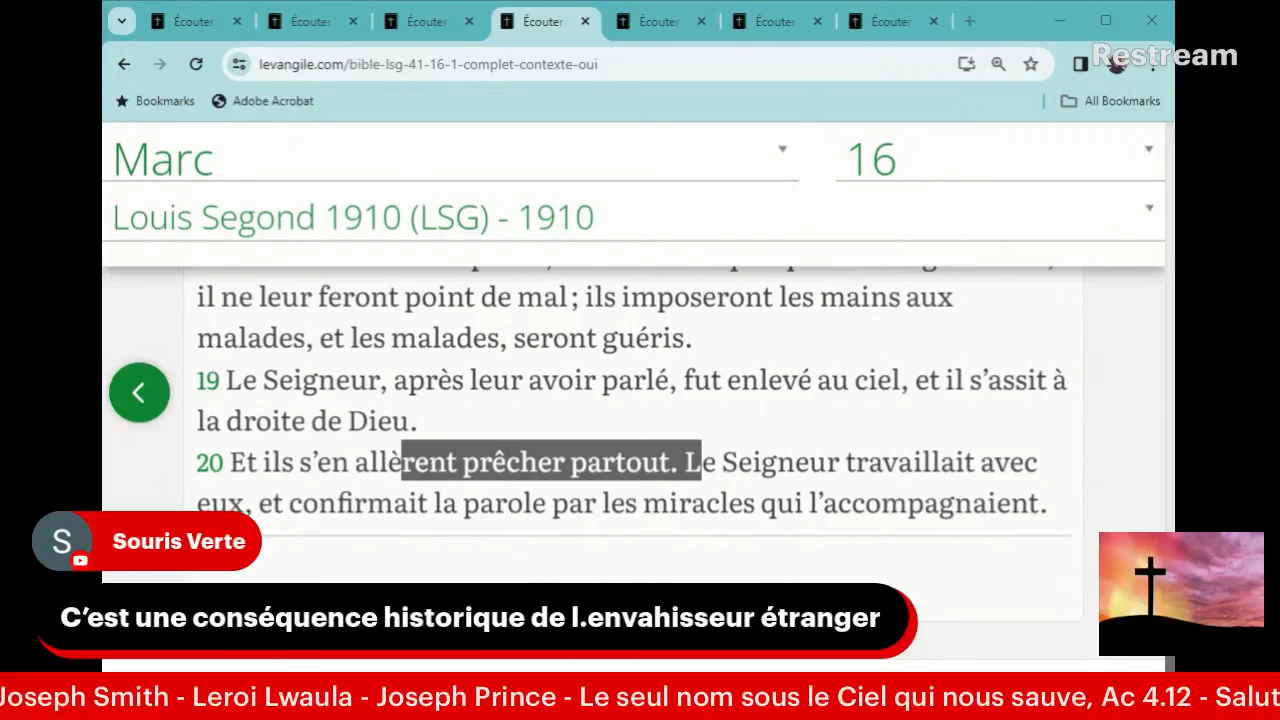 Écouter
Écouter
Écouter
Écouter
Écouter
Écouter
Écouter
levangile.com/bible-lsg-41-16-1-complet-contexte-oui
Restream
Bookmarks
Adobe Acrobat
All Bookmarks
Marc
16
Louis Segond 1910 (LSG) - 1910
il ne leur feront point de mal ; ils imposeront les mains aux
malades, et les malades, seront guéris.
19 Le Seigneur, après leur avoir parlé, fut enlevé au ciel, et il s’assit à
la droite de Dieu.
20 Et ils s’en allèrent prêcher partout. Le Seigneur travaillait avec
eux, et confirmait la parole par les miracles qui l’accompagnaient.
S
Souris Verte
C’est une conséquence historique de l.envahisseur étranger
Joseph Smith - Leroi Lwaula - Joseph Prince - Le seul nom sous le Ciel qui nous sauve, Ac 4.12 - Salut